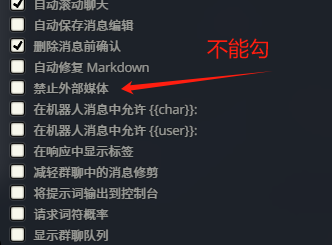 自动滚动聊天
自动保存消息编辑
删除消息前确认
自动修复 Markdown
禁止外部媒体
不能勾
在机器人消息中允许 {{char}}:
在机器人消息中允许 {{user}}:
在响应中显示标签
减轻群聊中的消息修剪
将提示词输出到控制台
请求词符概率
显示群聊队列